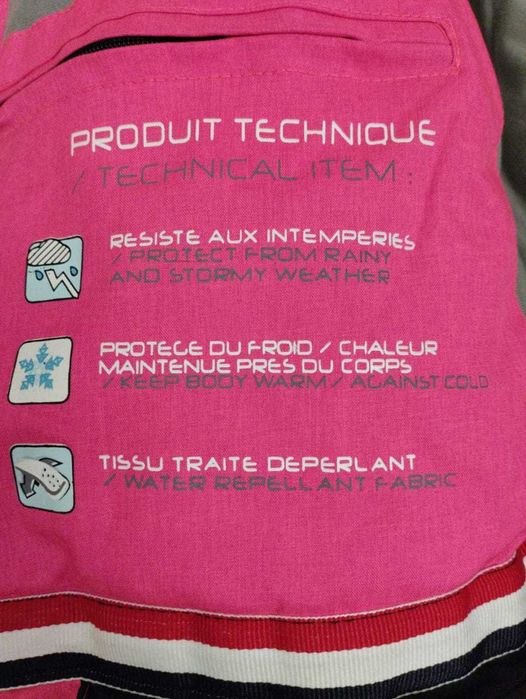 PRODUIT TECHNIQUE
/ TECHNICAL ITEM :
RESISTE AUX INTEMPERIES
/ PROTECT FROM RAINY
AND STORMY WEATHER
PROTEGE DU FROID / CHALEUR
MAINTENUE PRES DU CORPS
/ KEEP BODY WARM / AGAINST COLD
TISSU TRAITE DEPERLANT
/ WATER REPELLANT FABRIC